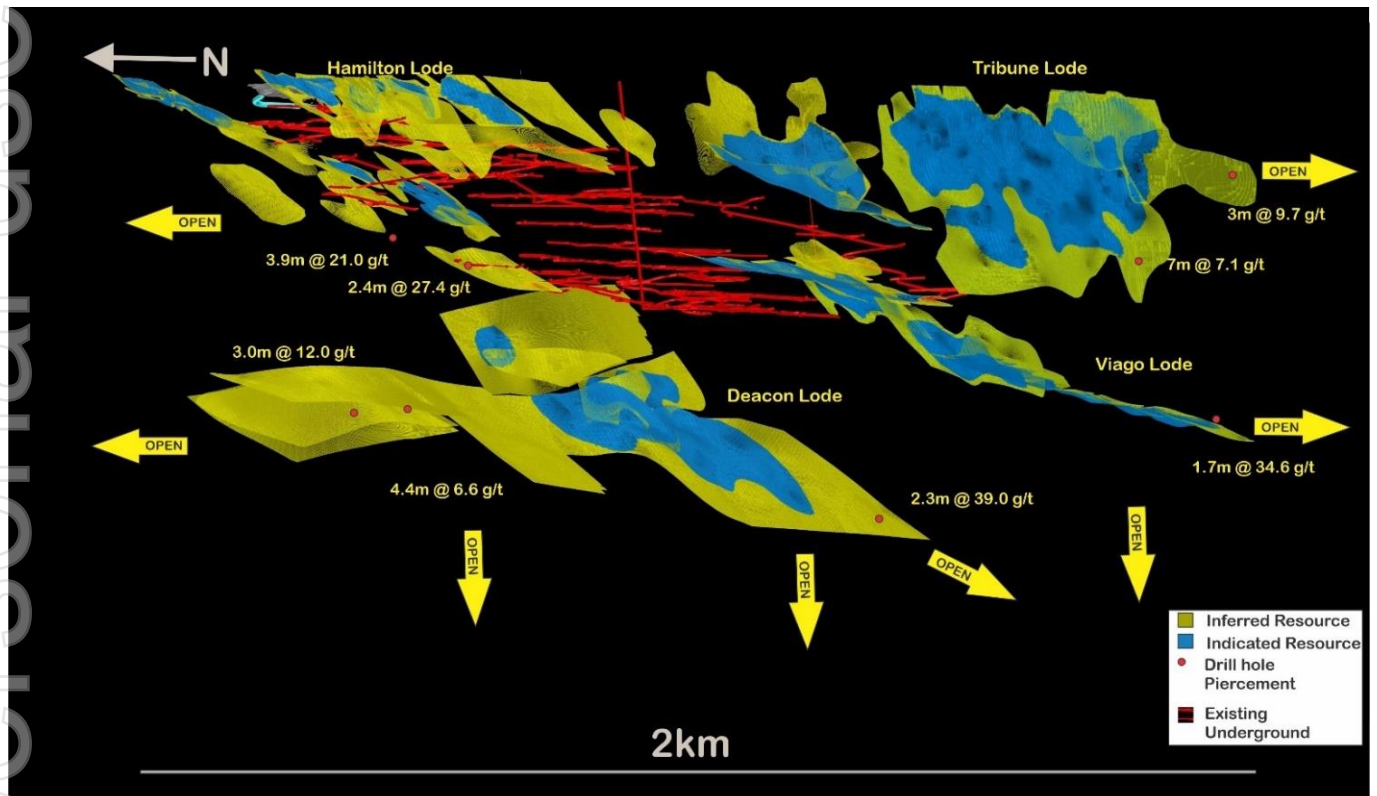 N
Hamilton Lode
Tribune Lode
OPEN
3m @ 9.7 g/t
OPEN
3.9m @ 21.0 g/t
7m @ 7.1 g/t
2.4m @ 27.4 g/t
3.0m @ 12.0 g/t
Viago Lode
Deacon Lode
OPEN
OPEN
1.7m @ 34.6 g/t
4.4m @ 6.6 g/t
2.3m @ 39.0 g/t
OPEN
OPEN
OPEN
OPEN
Inferred Resource
Indicated Resource
Drill hole
Piercement
Existing
Underground
2km